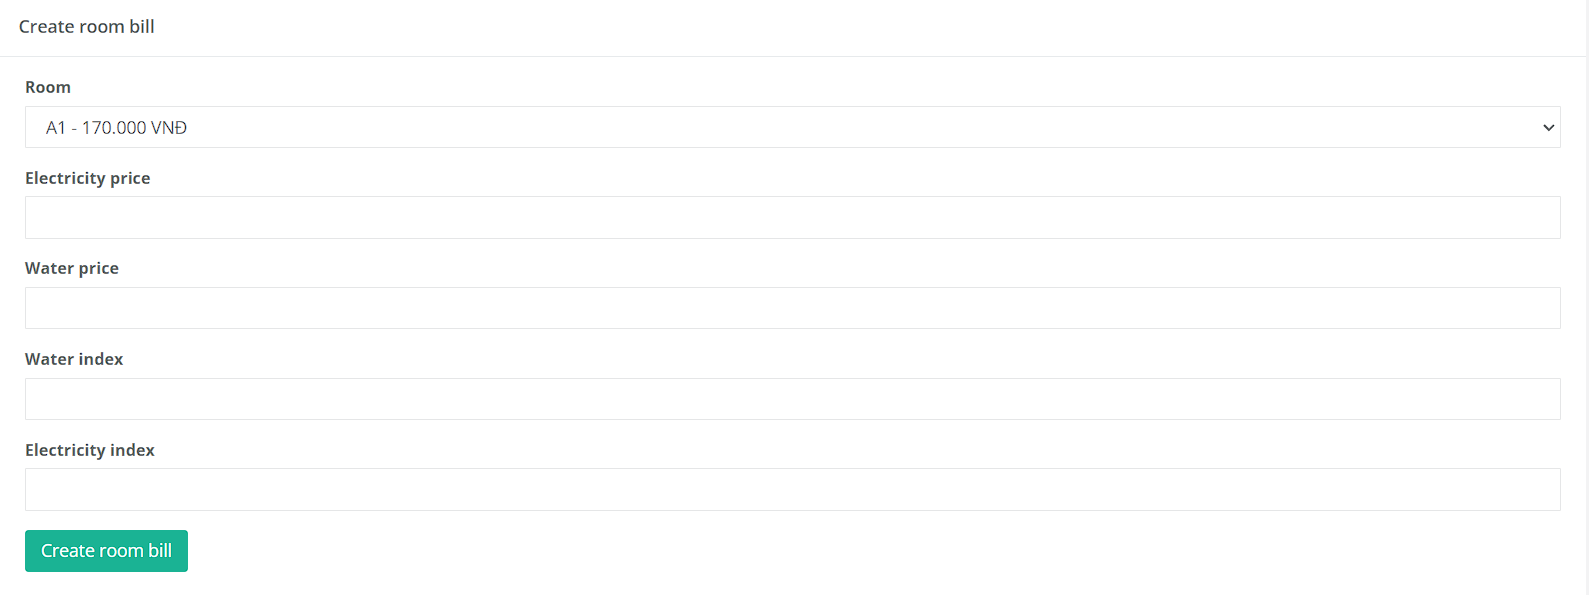 Create room bill
Room
A1 - 170.000 VNĐ
Electricity price
Water price
Water index
Electricity index
Create room bill